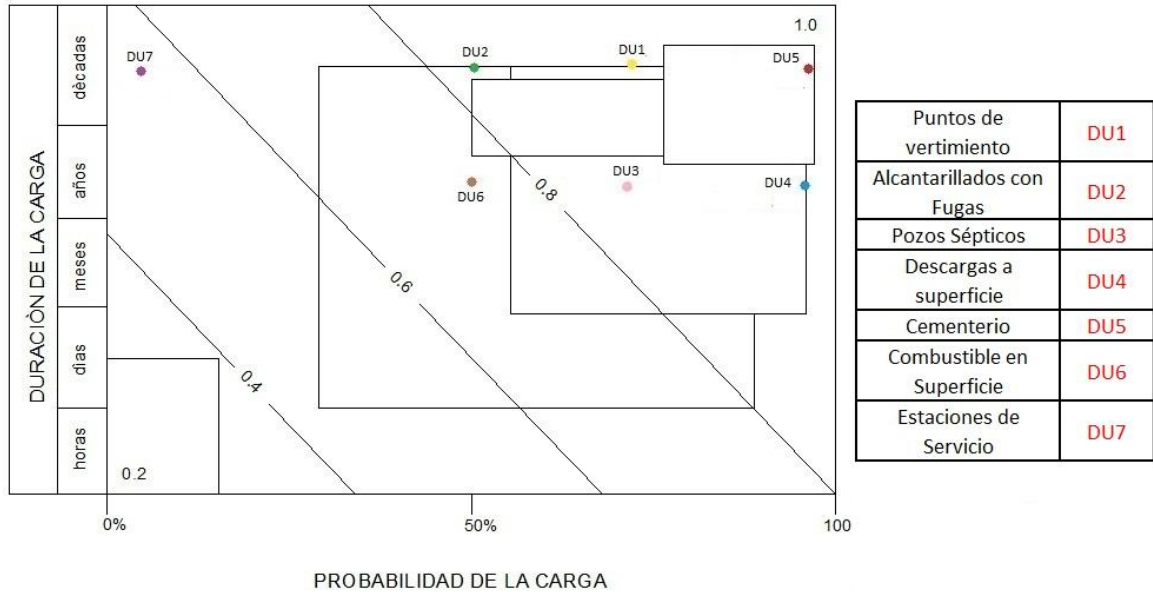 DURACIÒN DE LA CARGA
dècadas
años
meses
dìas
horas
1.0
DU7
DU2
DU1
DU5
DU6
DU3
DU4
0.8
0.6
0.4
0.2
0%
50%
100
PROBABILIDAD DE LA CARGA
Puntos de
vertimiento
DU1
Alcantarillados con
Fugas
DU2
Pozos Sépticos
DU3
Descargas a
superficie
DU4
Cementerio
DU5
Combustible en
Superficie
DU6
Estaciones de
Servicio
DU7